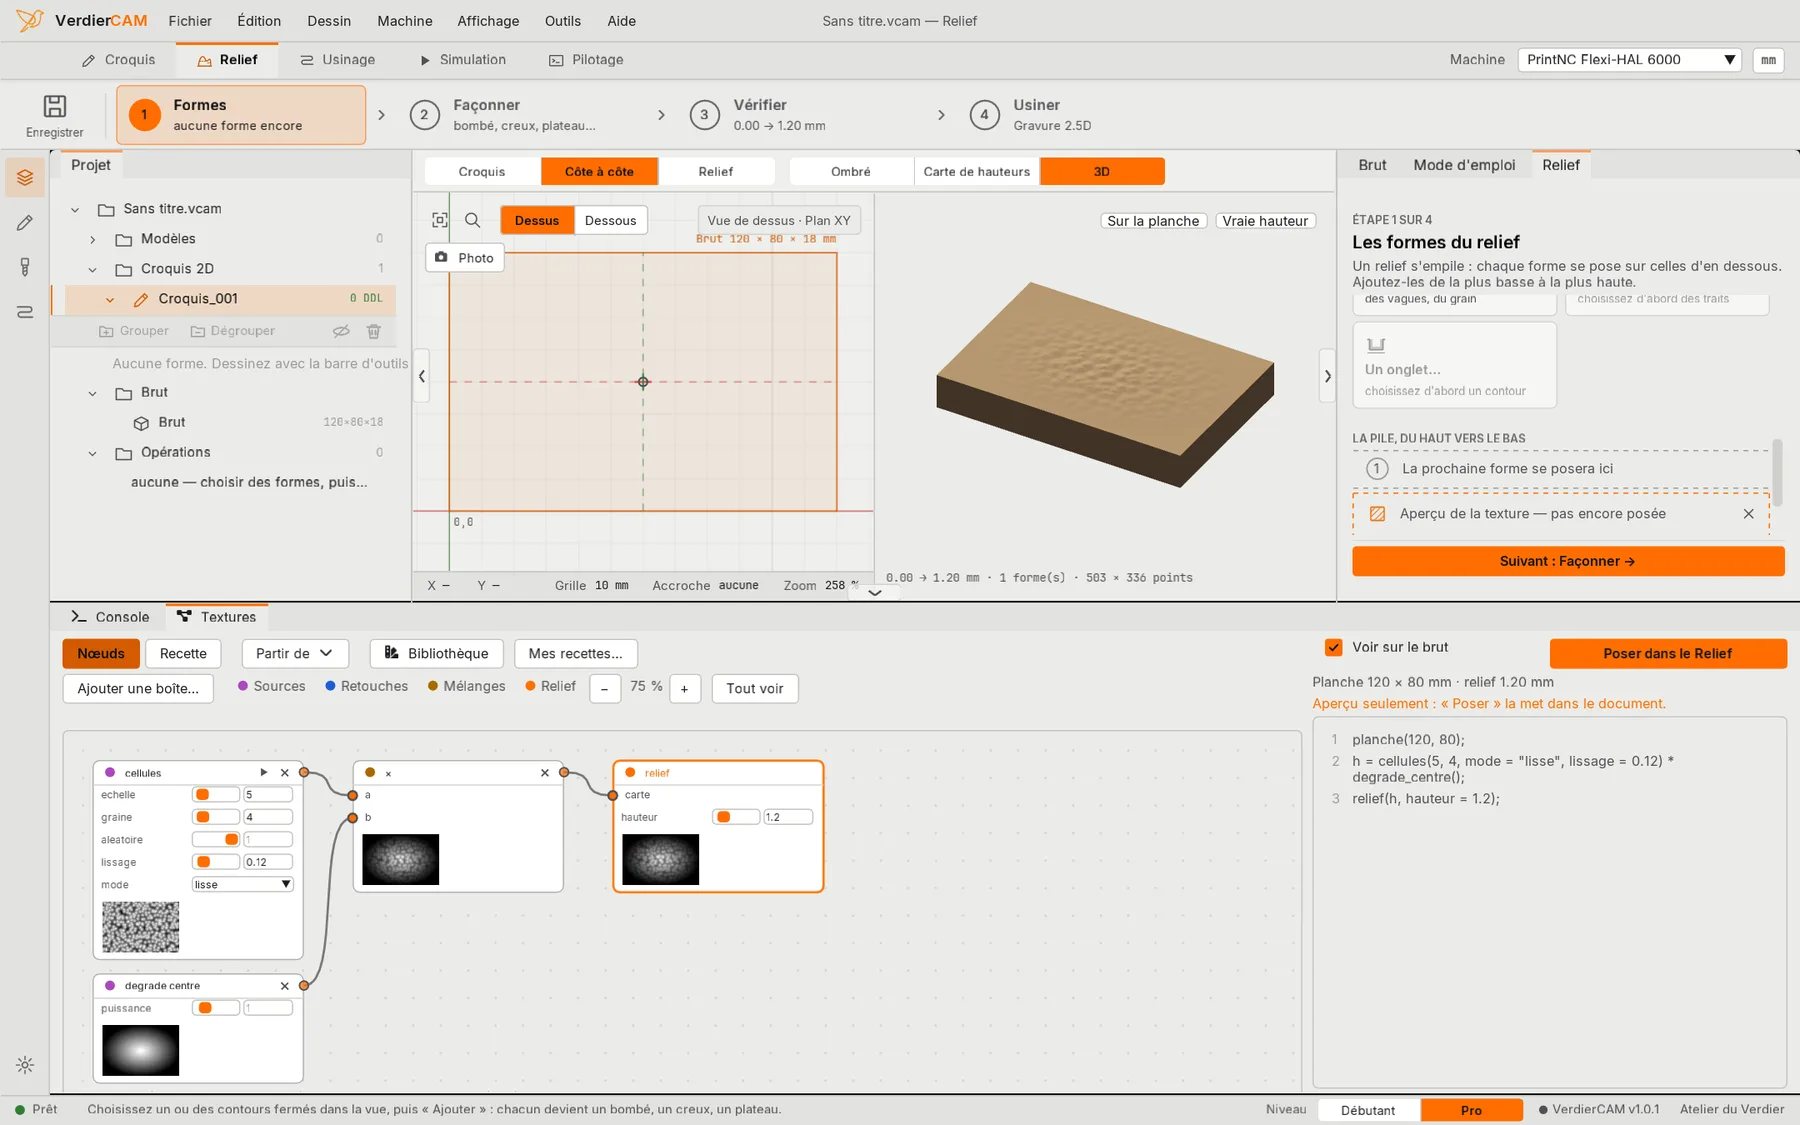 VerdierCAM Fichier Édition Dessin Machine Affichage Outils Aide Sans titre.vcam — Relief
Croquis Relief Usinage Simulation Pilotage Machine PrintNC Flexi-HAL 6000 mm
Enregistrer
1 Formes
aucune forme encore
2 Façonner
bombé, creux, plateau...
3 Vérifier
0.00 → 1.20 mm
4 Usiner
Gravure 2.5D
Projet
Sans titre.vcam
Modèles 0
Croquis 2D 1
Croquis_001 0 DDL
Grouper Dégrouper
Aucune forme. Dessinez avec la barre d'outils
Brut
Brut 120×80×18
Opérations 0
aucune — choisir des formes, puis...
Croquis Côte à côte Relief Ombré Carte de hauteurs 3D
Dessus Dessous Vue de dessus · Plan XY
Brut 120 × 80 × 18 mm
Photo
0,0
X — Y — Grille 10 mm Accroche aucune Zoom 258 %
Sur la planche Vraie hauteur
0.00 → 1.20 mm · 1 forme(s) · 503 × 336 points
Brut Mode d'emploi Relief
ÉTAPE 1 SUR 4
Les formes du relief
Un relief s'empile : chaque forme se pose sur celles d'en dessous.
Ajoutez-les de la plus basse à la plus haute.
des vagues, du grain choisissez d'abord des traits
Un onglet...
choisissez d'abord un contour
LA PILE, DU HAUT VERS LE BAS
1 La prochaine forme se posera ici
Aperçu de la texture — pas encore posée
Suivant : Façonner →
Console Textures
Nœuds Recette Partir de Bibliothèque Mes recettes...
Ajouter une boîte... Sources Retouches Mélanges Relief − 75 % + Tout voir
Voir sur le brut Poser dans le Relief
Planche 120 × 80 mm · relief 1.20 mm
Aperçu seulement : « Poser » la met dans le document.
1 planche(120, 80);
2 h = cellules(5, 4, mode = "lisse", lissage = 0.12) *
degrade_centre();
3 relief(h, hauteur = 1.2);
cellules
echelle 5
graine 4
aleatoire 1
lissage 0.12
mode lisse
degrade centre
puissance 1
×
a
b
relief
carte
hauteur 1.2
Prêt Choisissez un ou des contours fermés dans la vue, puis « Ajouter » : chacun devient un bombé, un creux, un plateau. Niveau Débutant Pro VerdierCAM v1.0.1 Atelier du Verdier